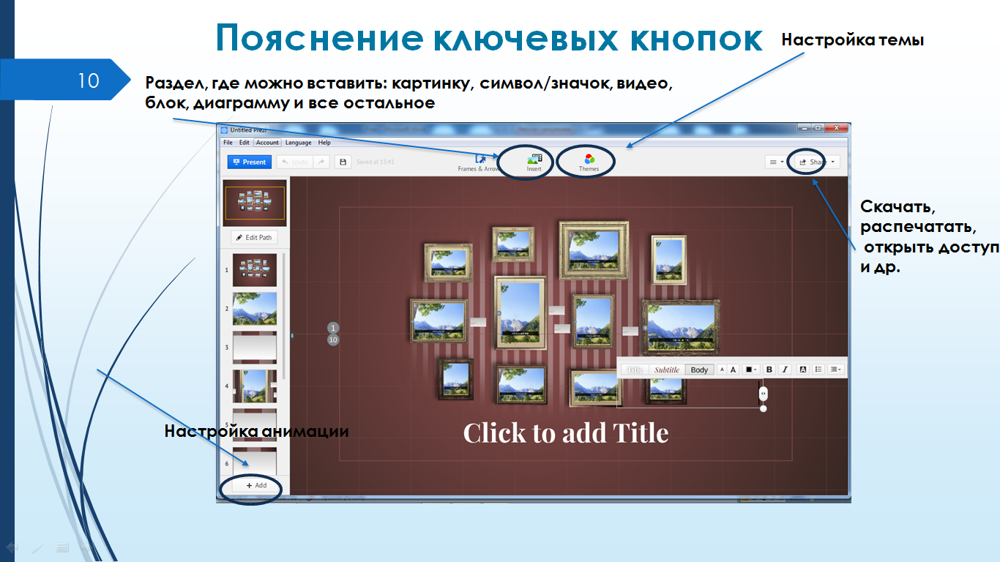 Пояснение ключевых кнопок
Настройка темы
10
Раздел, где можно вставить: картинку, символ/значок, видео,
блок, диаграмму и все остальное
Untitled Prezi
File Edit Account Language Help
Present Undo Saved at 15:41
Frames & Arrow Insert Themes Share
Скачать,
распечатать,
открыть доступ
и др.
Edit Path
1
2
3
4
5
6
1
10
Title Subtitle Body A A B I A
Настройка анимации
Click to add Title
+ Add